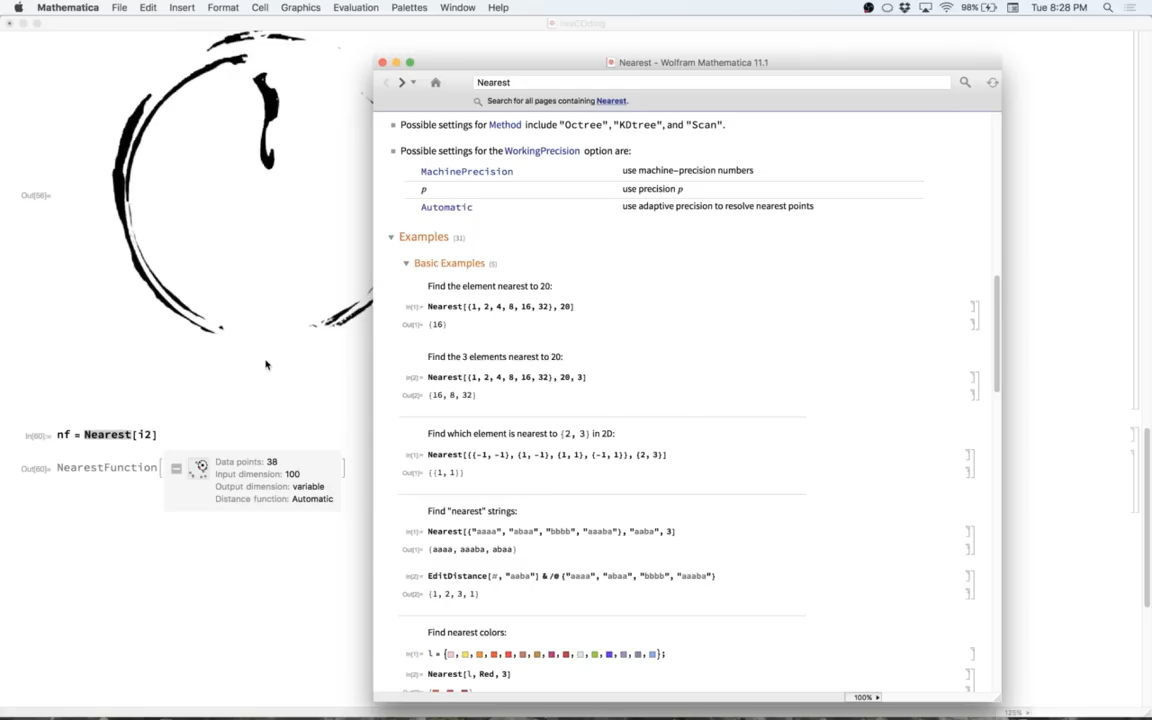 Mathematica File Edit Insert Format Cell Graphics Evaluation Palettes Window Help 98% Tue 8:28 PM
Nearest - Wolfram Mathematica 11.1
Nearest
Search for all pages containing Nearest.
Possible settings for Method include "Octree", "KDtree", and "Scan".
Possible settings for the WorkingPrecision option are:
MachinePrecision use machine-precision numbers
p use precision p
Automatic use adaptive precision to resolve nearest points
Examples (31)
Basic Examples (5)
Find the element nearest to 20:
In[1]:= Nearest[{1, 2, 4, 8, 16, 32}, 20]
Out[1]= {16}
Find the 3 elements nearest to 20:
In[2]:= Nearest[{1, 2, 4, 8, 16, 32}, 20, 3]
Out[2]= {16, 8, 32}
Find which element is nearest to {2, 3} in 2D:
In[1]:= Nearest[{{-1, -1}, {1, -1}, {1, 1}, {-1, 1}}, {2, 3}]
Out[1]= {{1, 1}}
Find "nearest" strings:
In[1]:= Nearest[{"aaaa", "abaa", "bbbb", "aaaba"}, "aaba", 3]
Out[1]= {aaaa, aaaba, abaa}
In[2]:= EditDistance[#, "aaba"] & /@ {"aaaa", "abaa", "bbbb", "aaaba"}
Out[2]= {1, 2, 3, 1}
Find nearest colors:
In[1]:= l = { , , , , , , , , , , , , , , };
In[2]:= Nearest[l, Red, 3]
100%
Out[56]=
In[60]:= nf = Nearest[i2]
Out[60]= NearestFunction[ ]
Data points: 38
Input dimension: 100
Output dimension: variable
Distance function: Automatic
125%